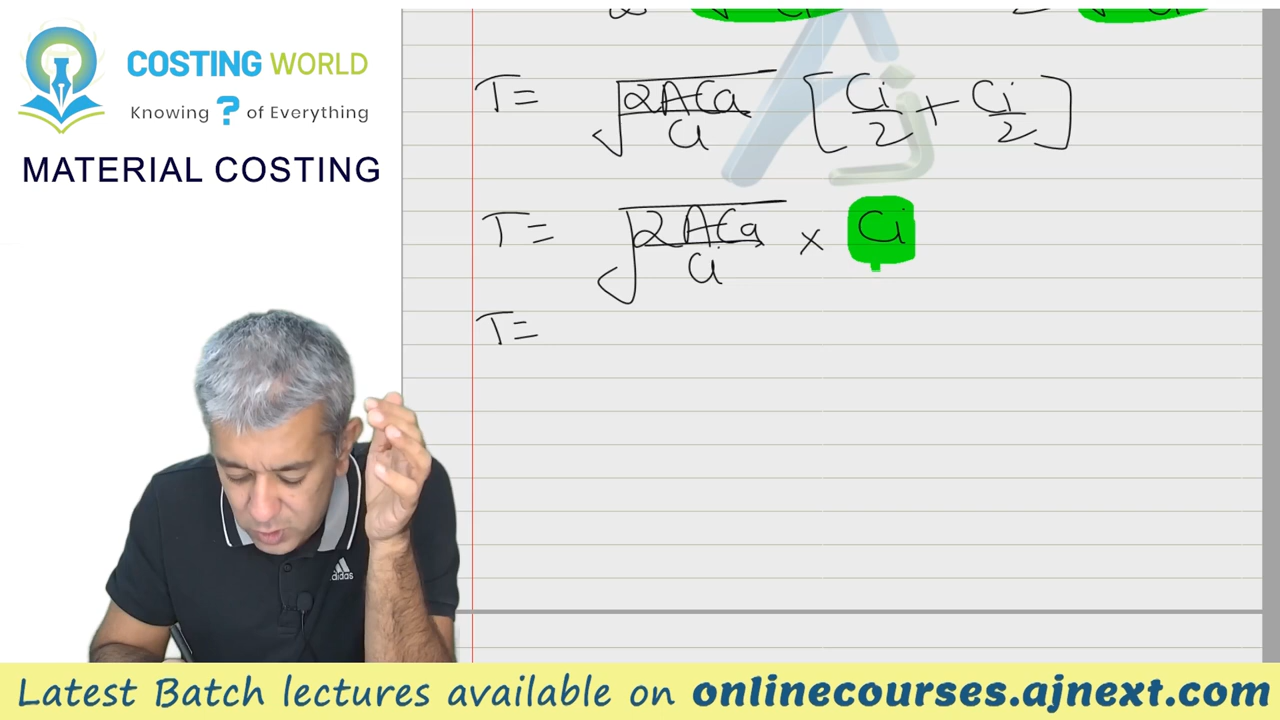 COSTING WORLD
Knowing ? of Everything
MATERIAL COSTING
T= √2ACa/Ci [Ci/2 + Ci/2]
T= √2ACa/Ci × Ci
T=
adidas
Latest Batch lectures available on onlinecourses.ajnext.com